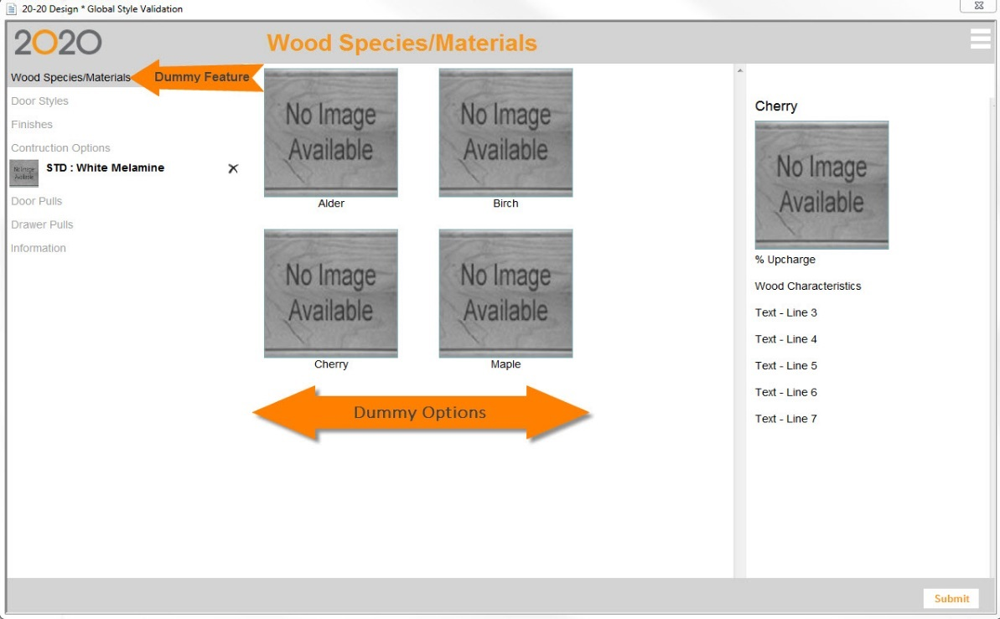 20-20 Design * Global Style Validation
2020
Wood Species/Materials
Wood Species/Materials
Dummy Feature
Door Styles
Finishes
Contruction Options
No Image
Available
STD : White Melamine
Door Pulls
Drawer Pulls
Information
No Image
Available
Alder
No Image
Available
Birch
No Image
Available
Cherry
No Image
Available
Maple
Dummy Options
Cherry
No Image
Available
% Upcharge
Wood Characteristics
Text - Line 3
Text - Line 4
Text - Line 5
Text - Line 6
Text - Line 7
Submit